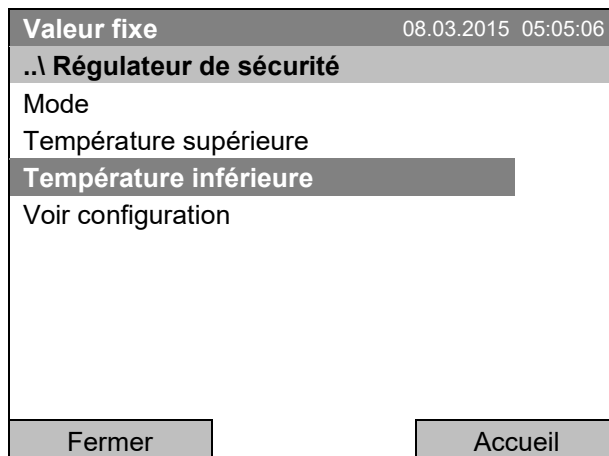 Valeur fixe 08.03.2015 05:05:06
..\ Régulateur de sécurité
Mode
Température supérieure
Température inférieure
Voir configuration
Fermer Accueil